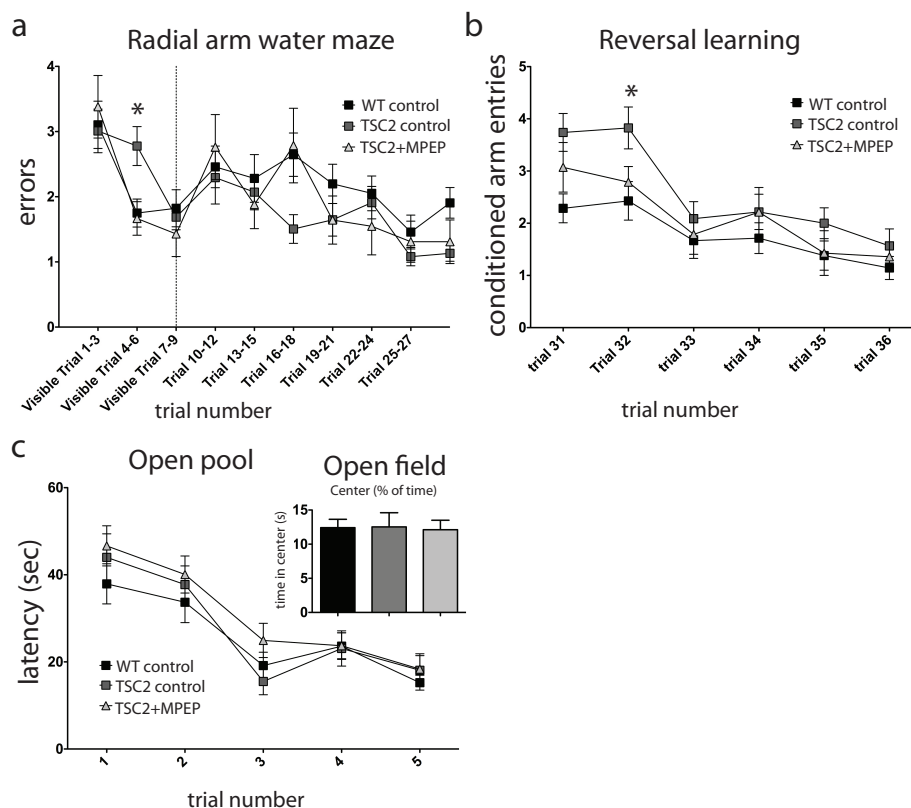 a
Radial arm water maze
4
3
2
1
0
errors
*
WT control
TSC2 control
TSC2+MPEP
Visible Trial 1-3
Visible Trial 4-6
Visible Trial 7-9
Trial 10-12
Trial 13-15
Trial 16-18
Trial 19-21
Trial 22-24
Trial 25-27
trial number
b
Reversal learning
5
4
3
2
1
0
conditioned arm entries
*
WT control
TSC2 control
TSC2+MPEP
trial 31
Trial 32
trial 33
trial 34
trial 35
trial 36
trial number
c
Open pool
60
40
20
0
latency (sec)
WT control
TSC2 control
TSC2+MPEP
1
2
3
4
5
trial number
Open field
Center (% of time)
15
10
5
0
time in center (s)